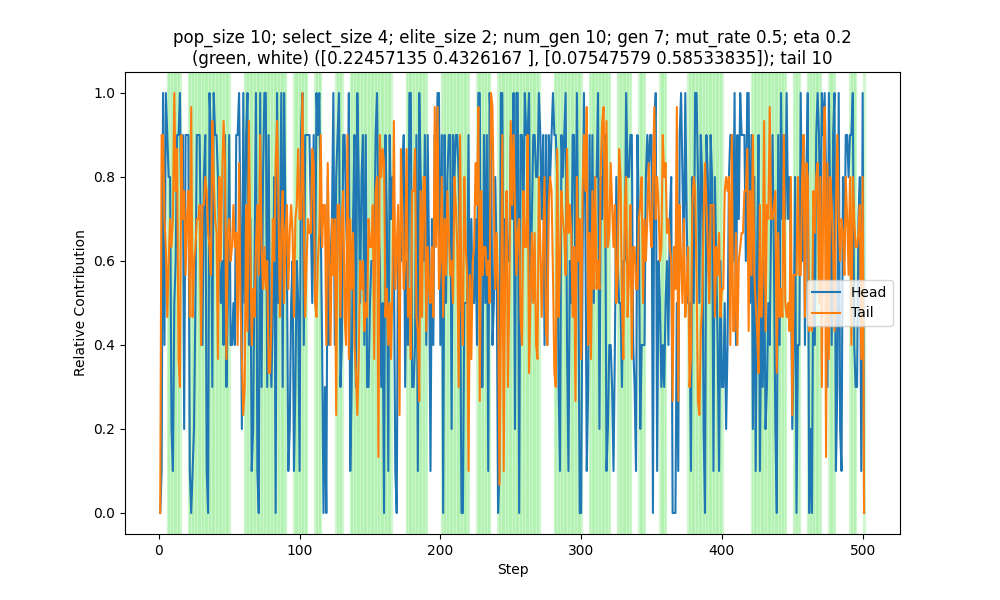 pop_size 10; select_size 4; elite_size 2; num_gen 10; gen 7; mut_rate 0.5; eta 0.2
(green, white) ([0.22457135 0.4326167 ], [0.07547579 0.58533835]); tail 10
1.0
0.8
0.6
0.4
0.2
0.0
Relative Contribution
Head
Tail
0
100
200
300
400
500
Step